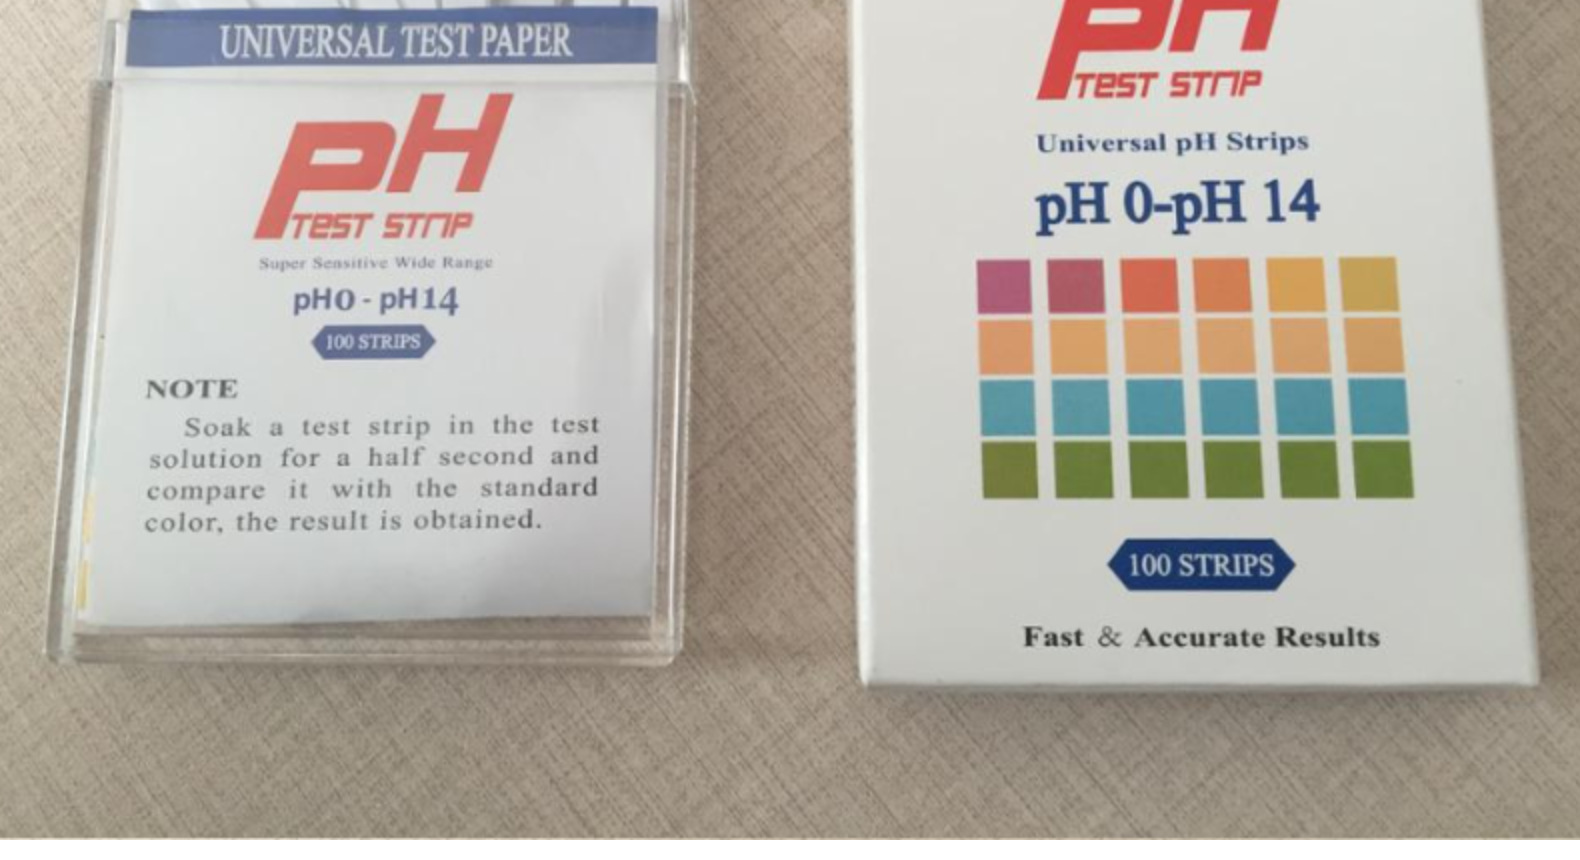 UNIVERSAL TEST PAPER
PH
TEST STRIP
Super Sensitive Wide Range
pH0 - pH14
100 STRIPS
NOTE
Soak a test strip in the test
solution for a half second and
compare it with the standard
color, the result is obtained.
PH
TEST STRIP
Universal pH Strips
pH 0-pH 14
100 STRIPS
Fast & Accurate Results